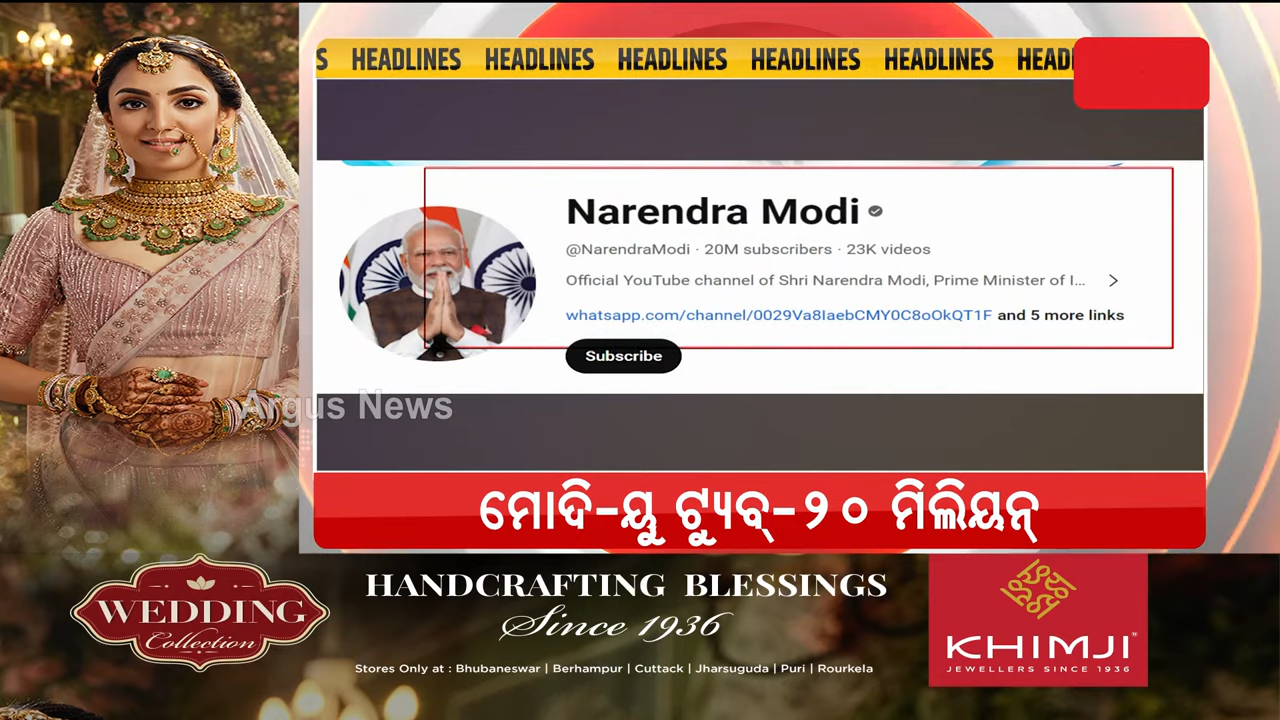 S HEADLINES HEADLINES HEADLINES HEADLINES HEADLINES HEADL
Narendra Modi
@NarendraModi · 20M subscribers · 23K videos
Official YouTube channel of Shri Narendra Modi, Prime Minister of I...
whatsapp.com/channel/0029Va8IaebCMY0C8oOkQT1F and 5 more links
Subscribe
Argus News
ମୋଦି-ୟୁ ଟ୍ୟୁବ୍-୨୦ ମିଲିୟନ୍
WEDDING
Collection
HANDCRAFTING BLESSINGS
Since 1936
Stores Only at : Bhubaneswar | Berhampur | Cuttack | Jharsuguda | Puri | Rourkela
KHIMJI
JEWELLERS SINCE 1936